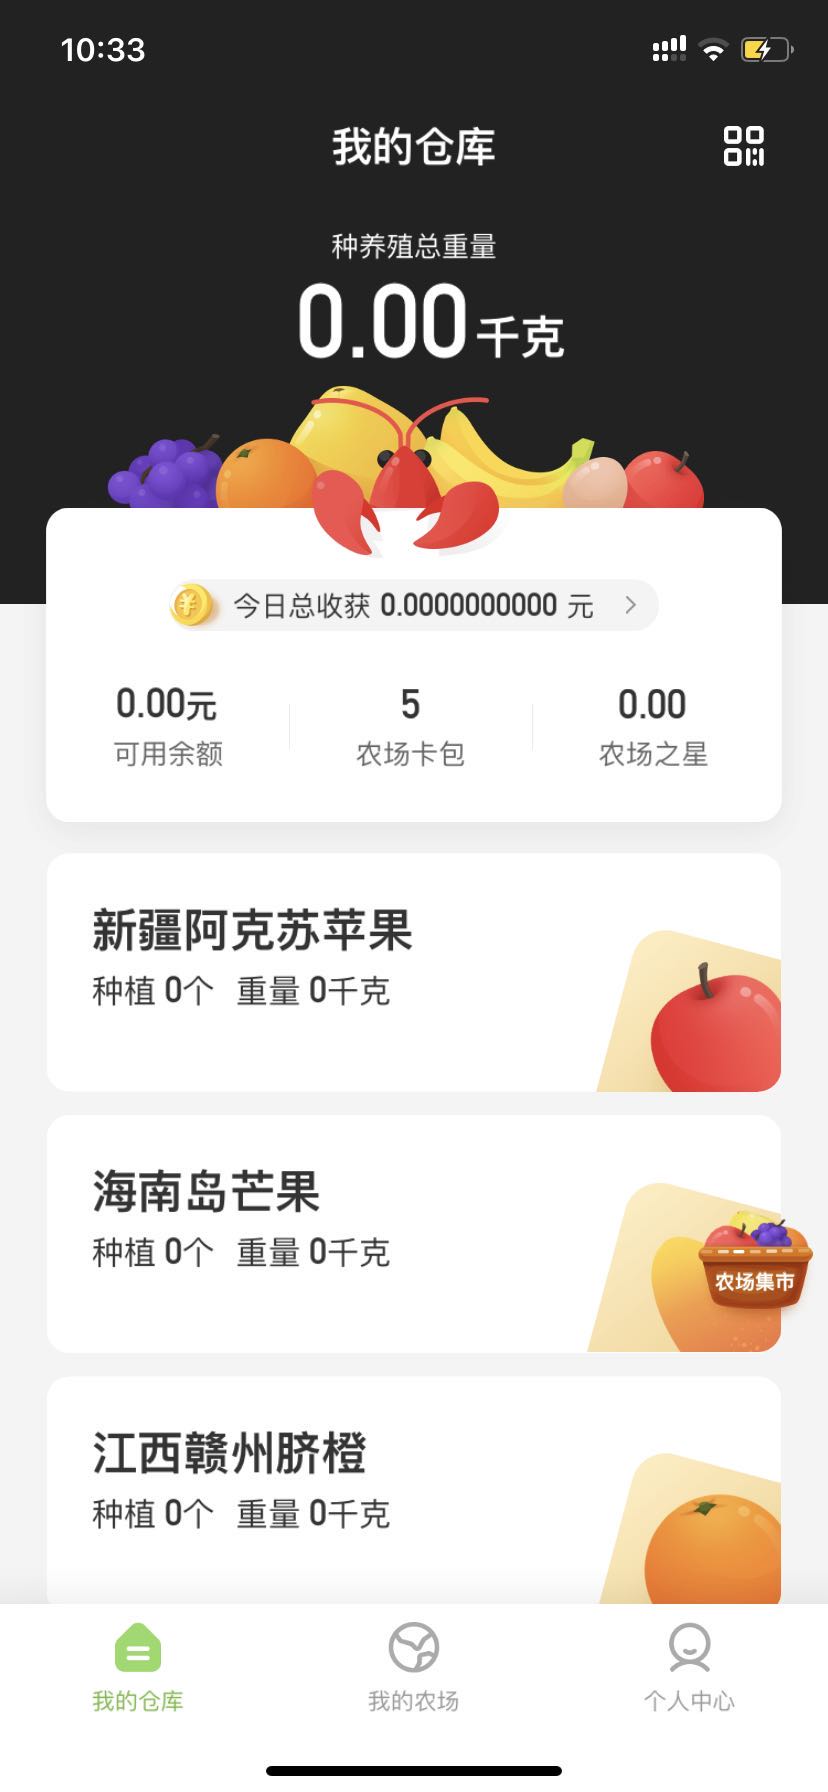 10:33
我的仓库
种养殖总重量
0.00千克
¥ 今日总收获 0.0000000000 元
0.00元 5 0.00
可用余额 农场卡包 农场之星
新疆阿克苏苹果
种植 0个 重量 0千克
海南岛芒果
种植 0个 重量 0千克
农场集市
江西赣州脐橙
种植 0个 重量 0千克
我的仓库 我的农场 个人中心